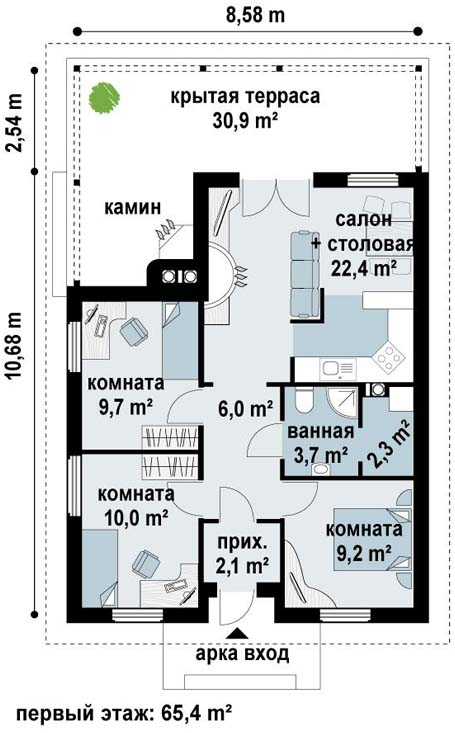 8,58 m
2,54 m
крытая терраса
30,9 m²
камин
салон
+ столовая
22,4 m²
10,68 m
комната
9,7 m²
6,0 m²
ванная
3,7 m²
2,3 m²
комната
10,0 m²
прих.
2,1 m²
комната
9,2 m²
арка вход
первый этаж: 65,4 m²